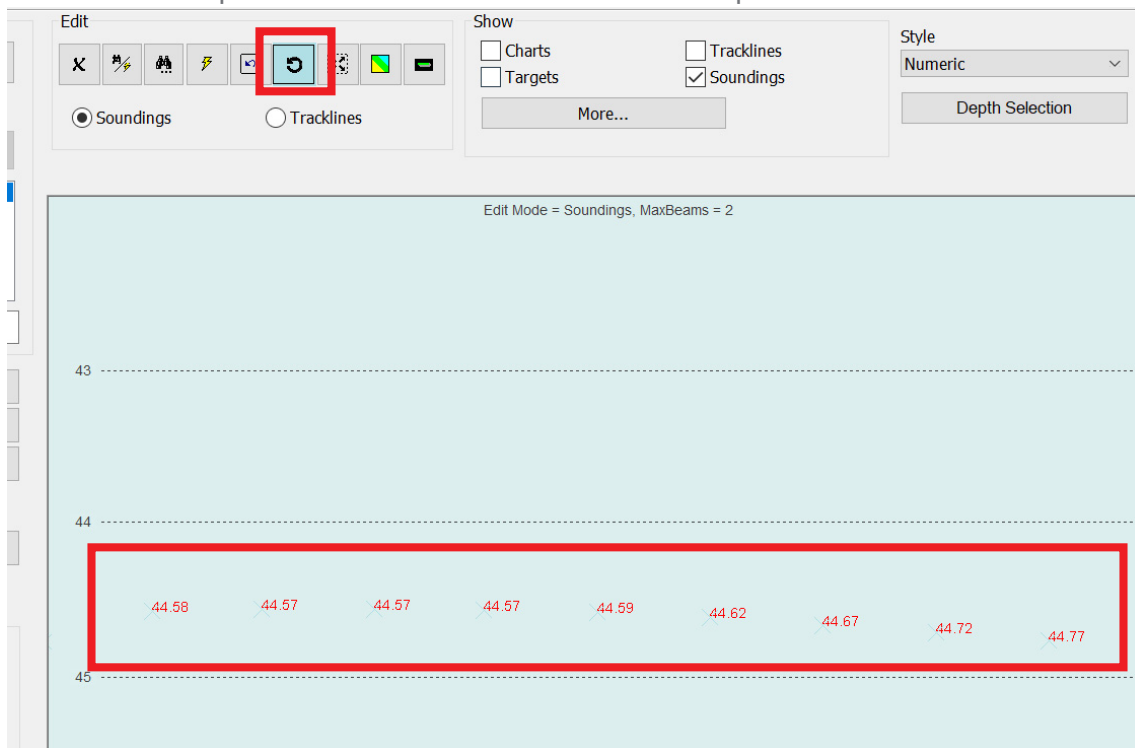 Edit
Show
Style
Charts
Tracklines
Numeric
Targets
Soundings
Soundings
Tracklines
More...
Depth Selection
Edit Mode = Soundings, MaxBeams = 2
43
44
44.58
44.57
44.57
44.57
44.59
44.62
44.67
44.72
44.77
45